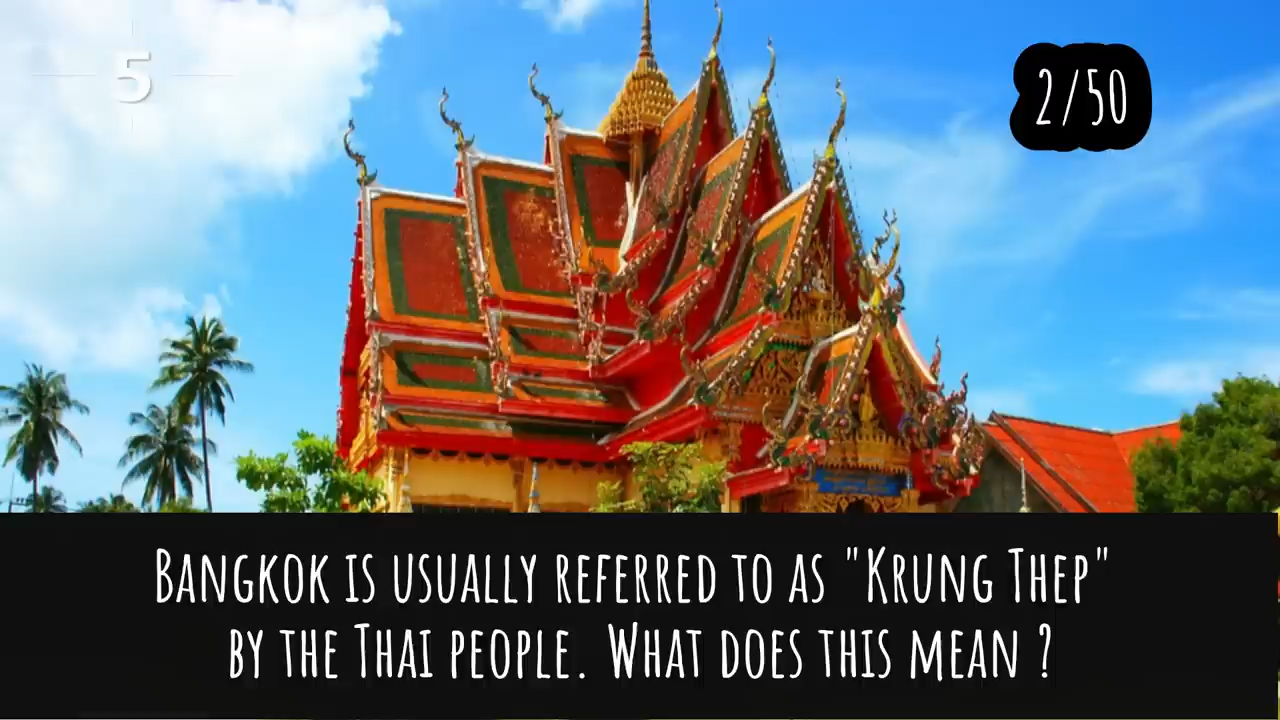 5
2/50
Bangkok is usually referred to as "Krung Thep"
by the Thai people. What does this mean ?